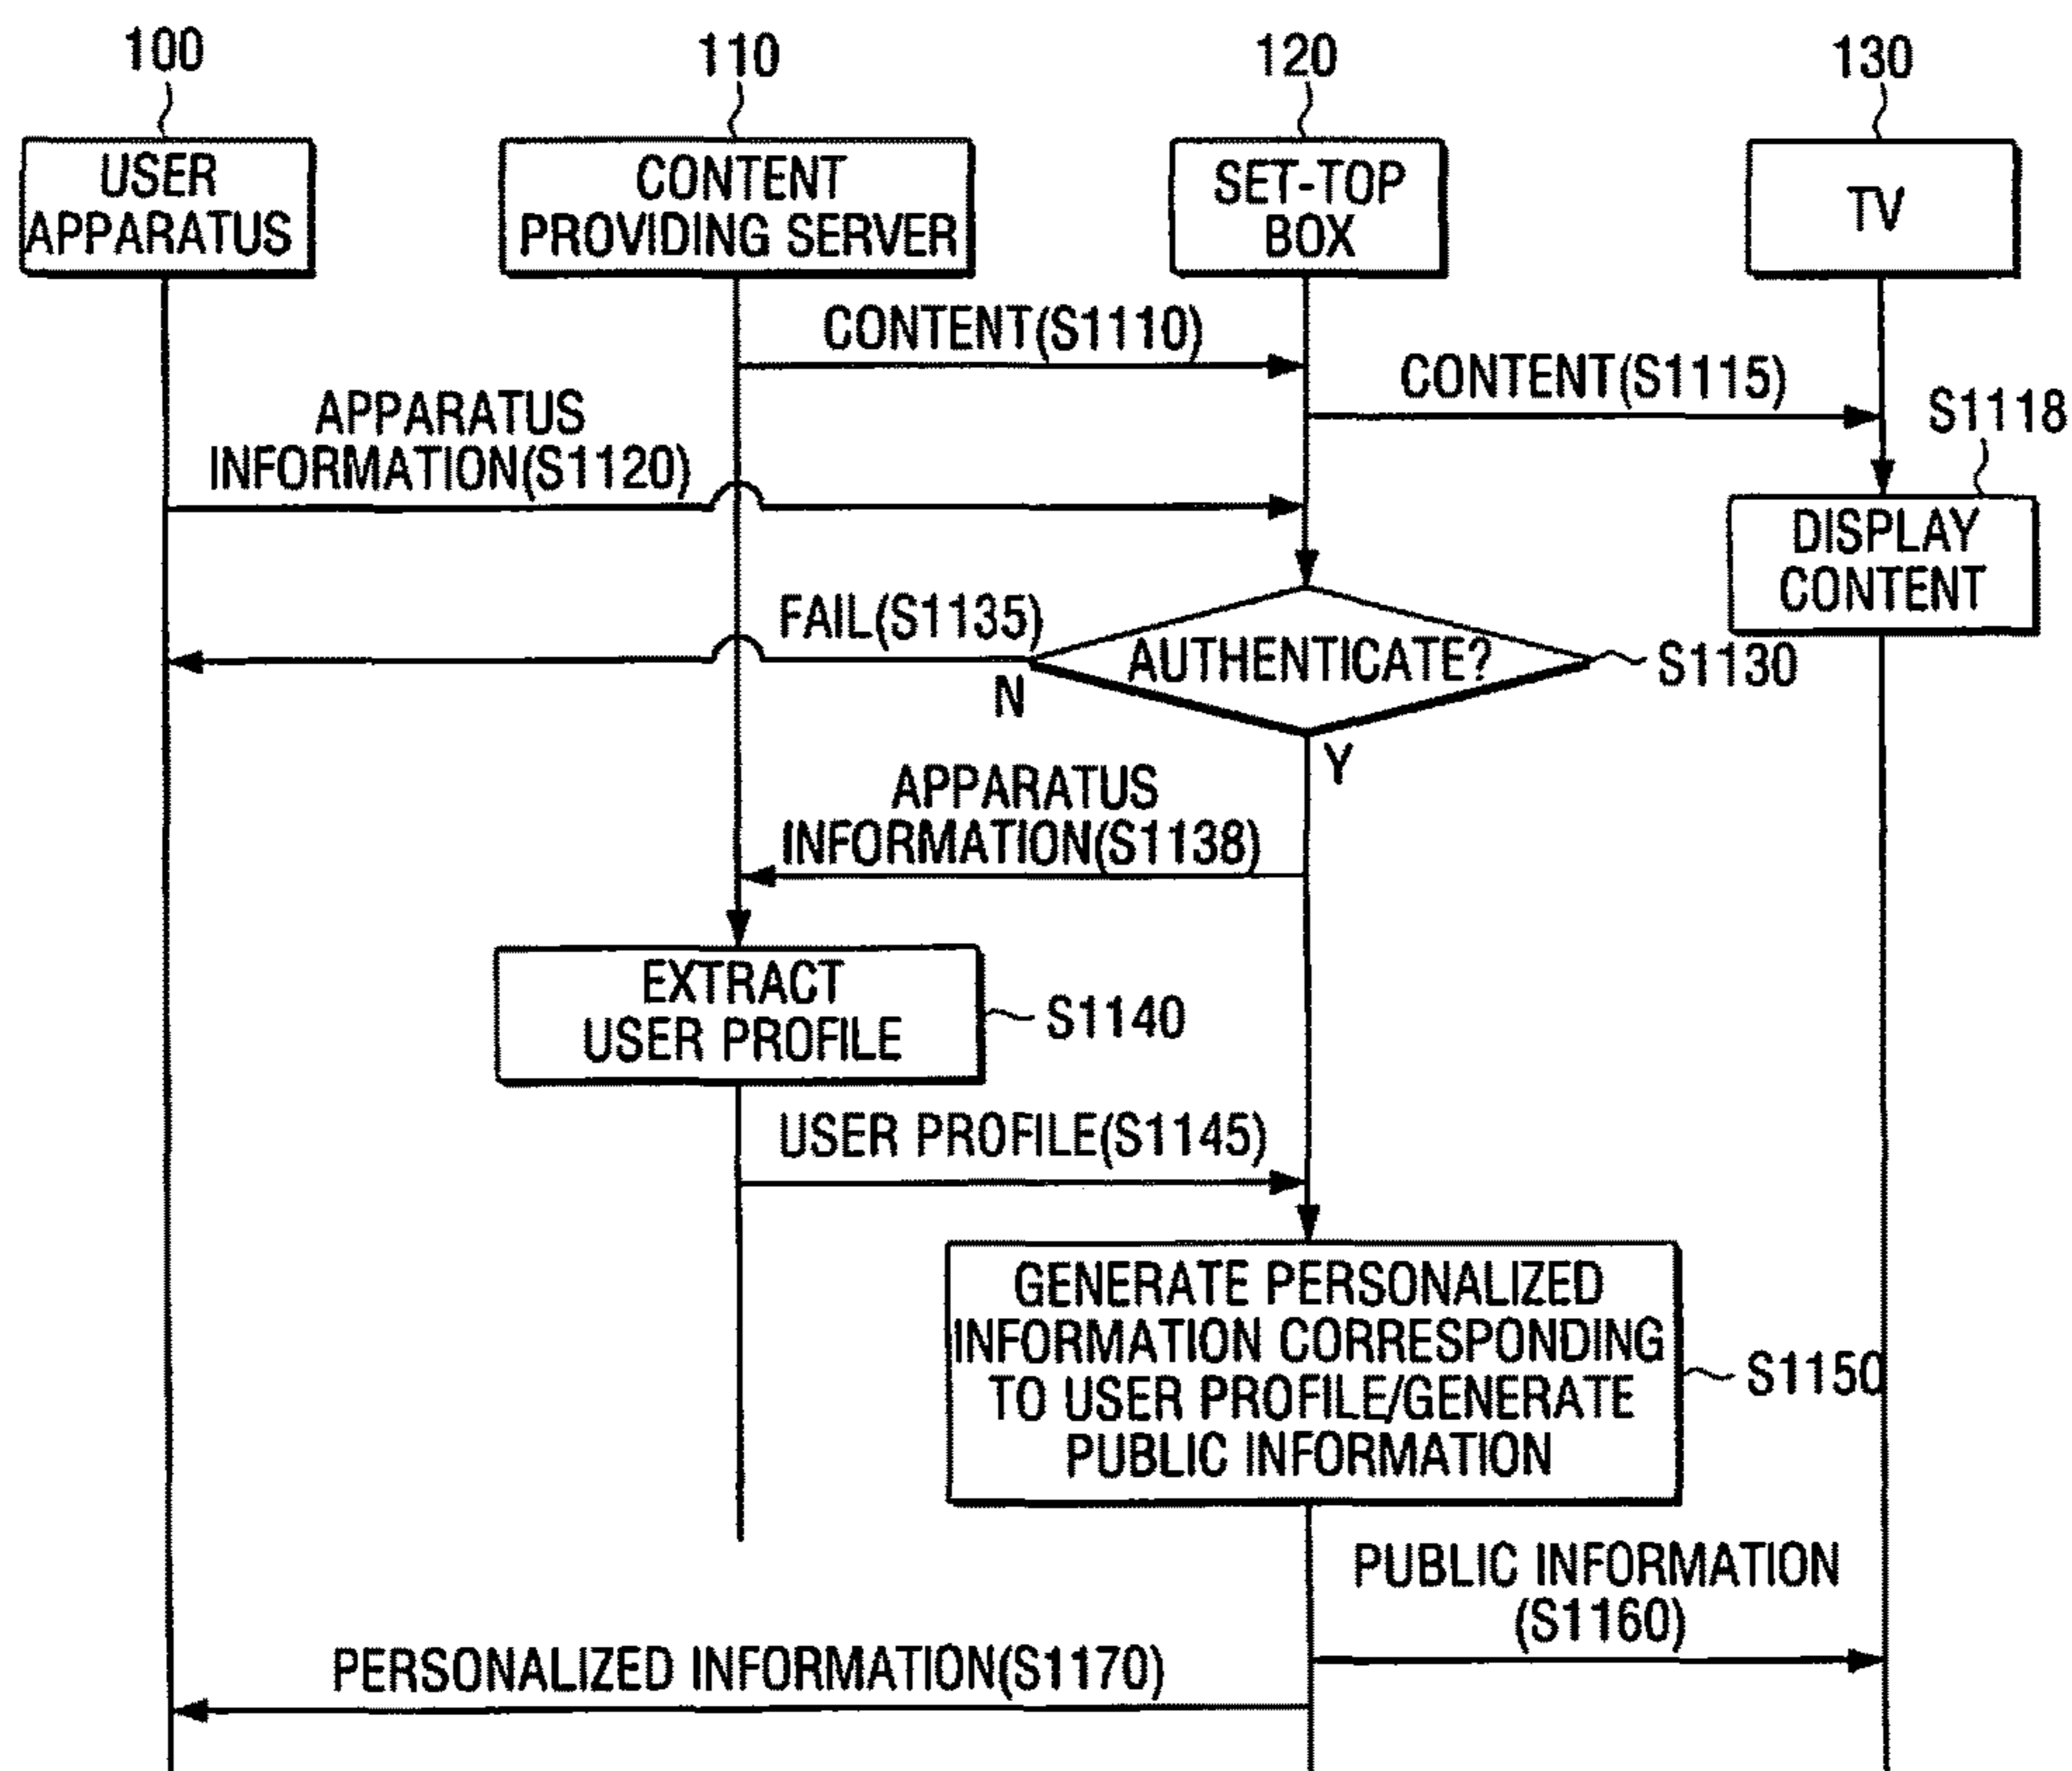 100
110
120
130
USER
APPARATUS
CONTENT
PROVIDING SERVER
SET-TOP
BOX
TV
CONTENT(S1110)
CONTENT(S1115)
S1118
APPARATUS
INFORMATION(S1120)
DISPLAY
CONTENT
FAIL(S1135)
AUTHENTICATE?
S1130
N
Y
APPARATUS
INFORMATION(S1138)
EXTRACT
USER PROFILE
S1140
USER PROFILE(S1145)
GENERATE PERSONALIZED
INFORMATION CORRESPONDING
TO USER PROFILE/GENERATE
PUBLIC INFORMATION
S1150
PUBLIC INFORMATION
(S1160)
PERSONALIZED INFORMATION(S1170)